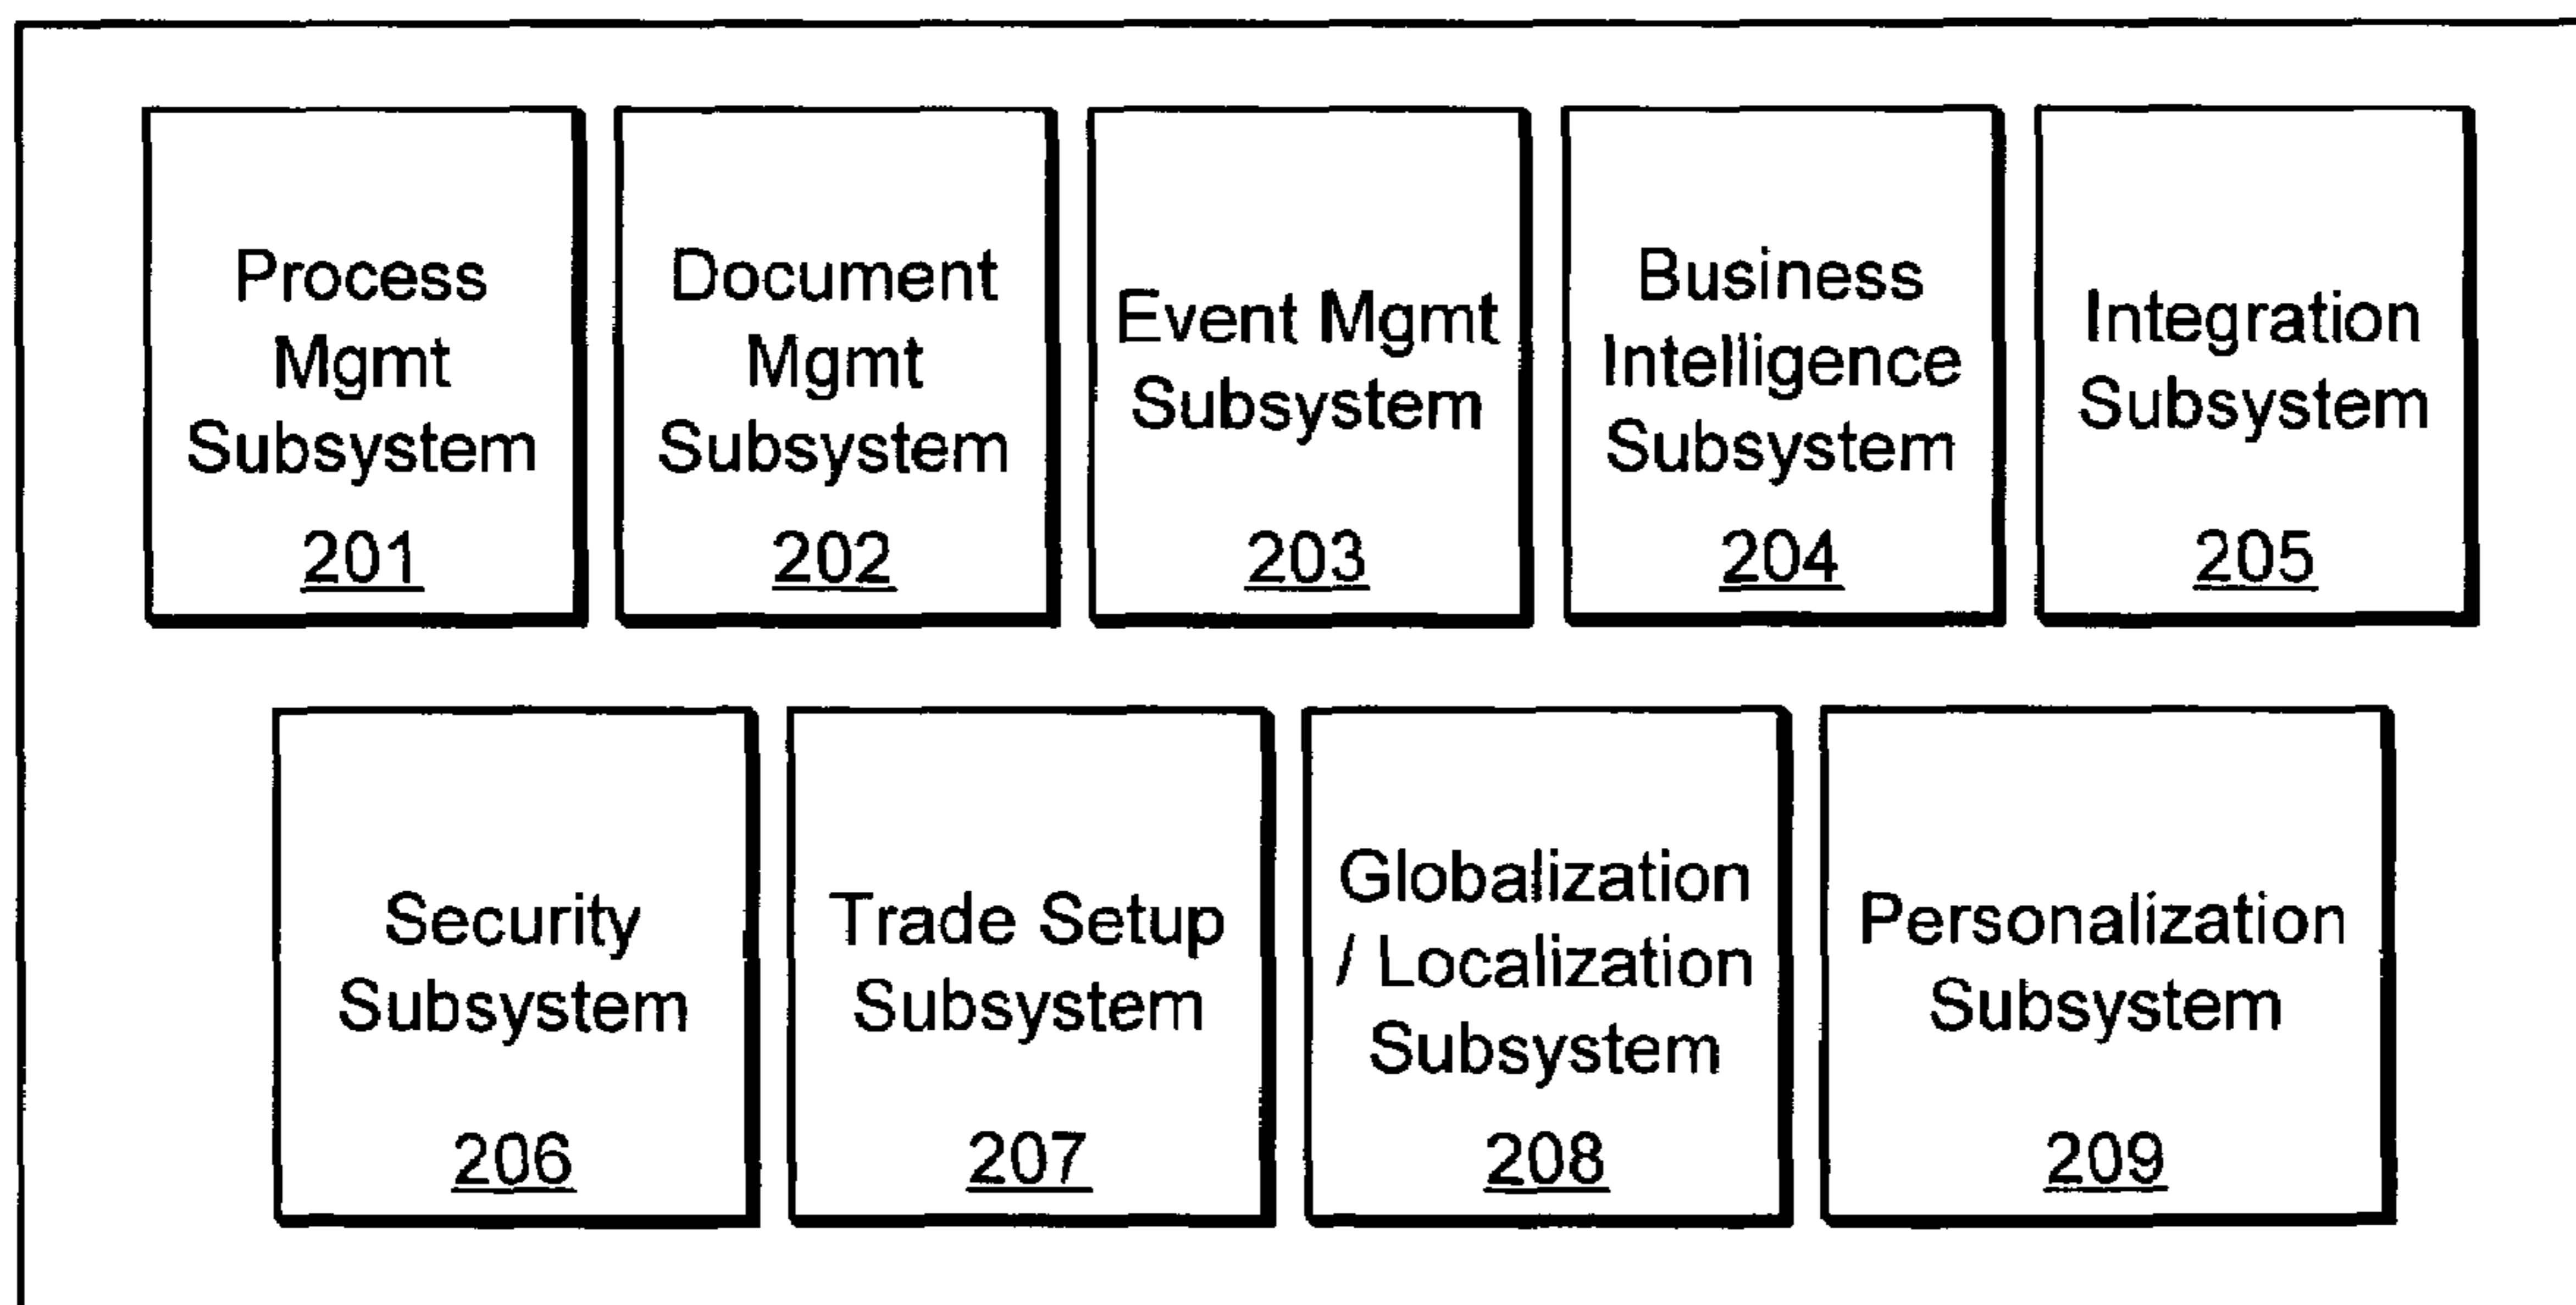 Process
Mgmt
Subsystem
201
Document
Mgmt
Subsystem
202
Event Mgmt
Subsystem
203
Business
Intelligence
Subsystem
204
Integration
Subsystem
205
Security
Subsystem
206
Trade Setup
Subsystem
207
Globalization
/ Localization
Subsystem
208
Personalization
Subsystem
209